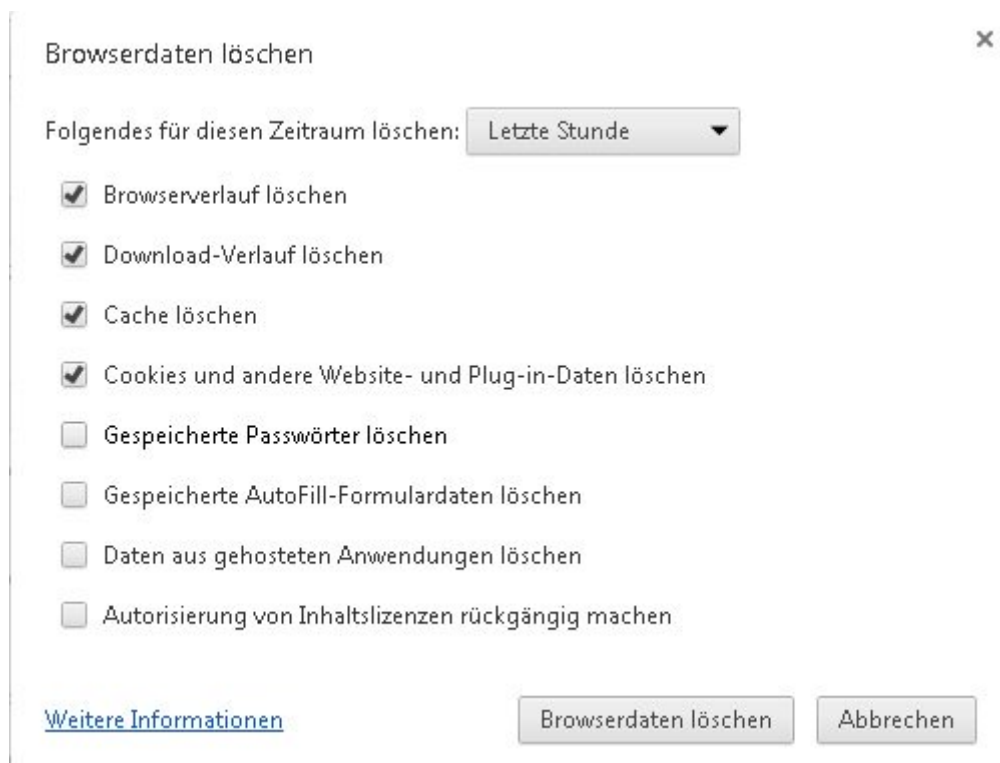 Browserdaten löschen
Folgendes für diesen Zeitraum löschen: Letzte Stunde
Browserverlauf löschen
Download-Verlauf löschen
Cache löschen
Cookies und andere Website- und Plug-in-Daten löschen
Gespeicherte Passwörter löschen
Gespeicherte AutoFill-Formulardaten löschen
Daten aus gehosteten Anwendungen löschen
Autorisierung von Inhaltslizenzen rückgängig machen
Weitere Informationen Browserdaten löschen Abbrechen